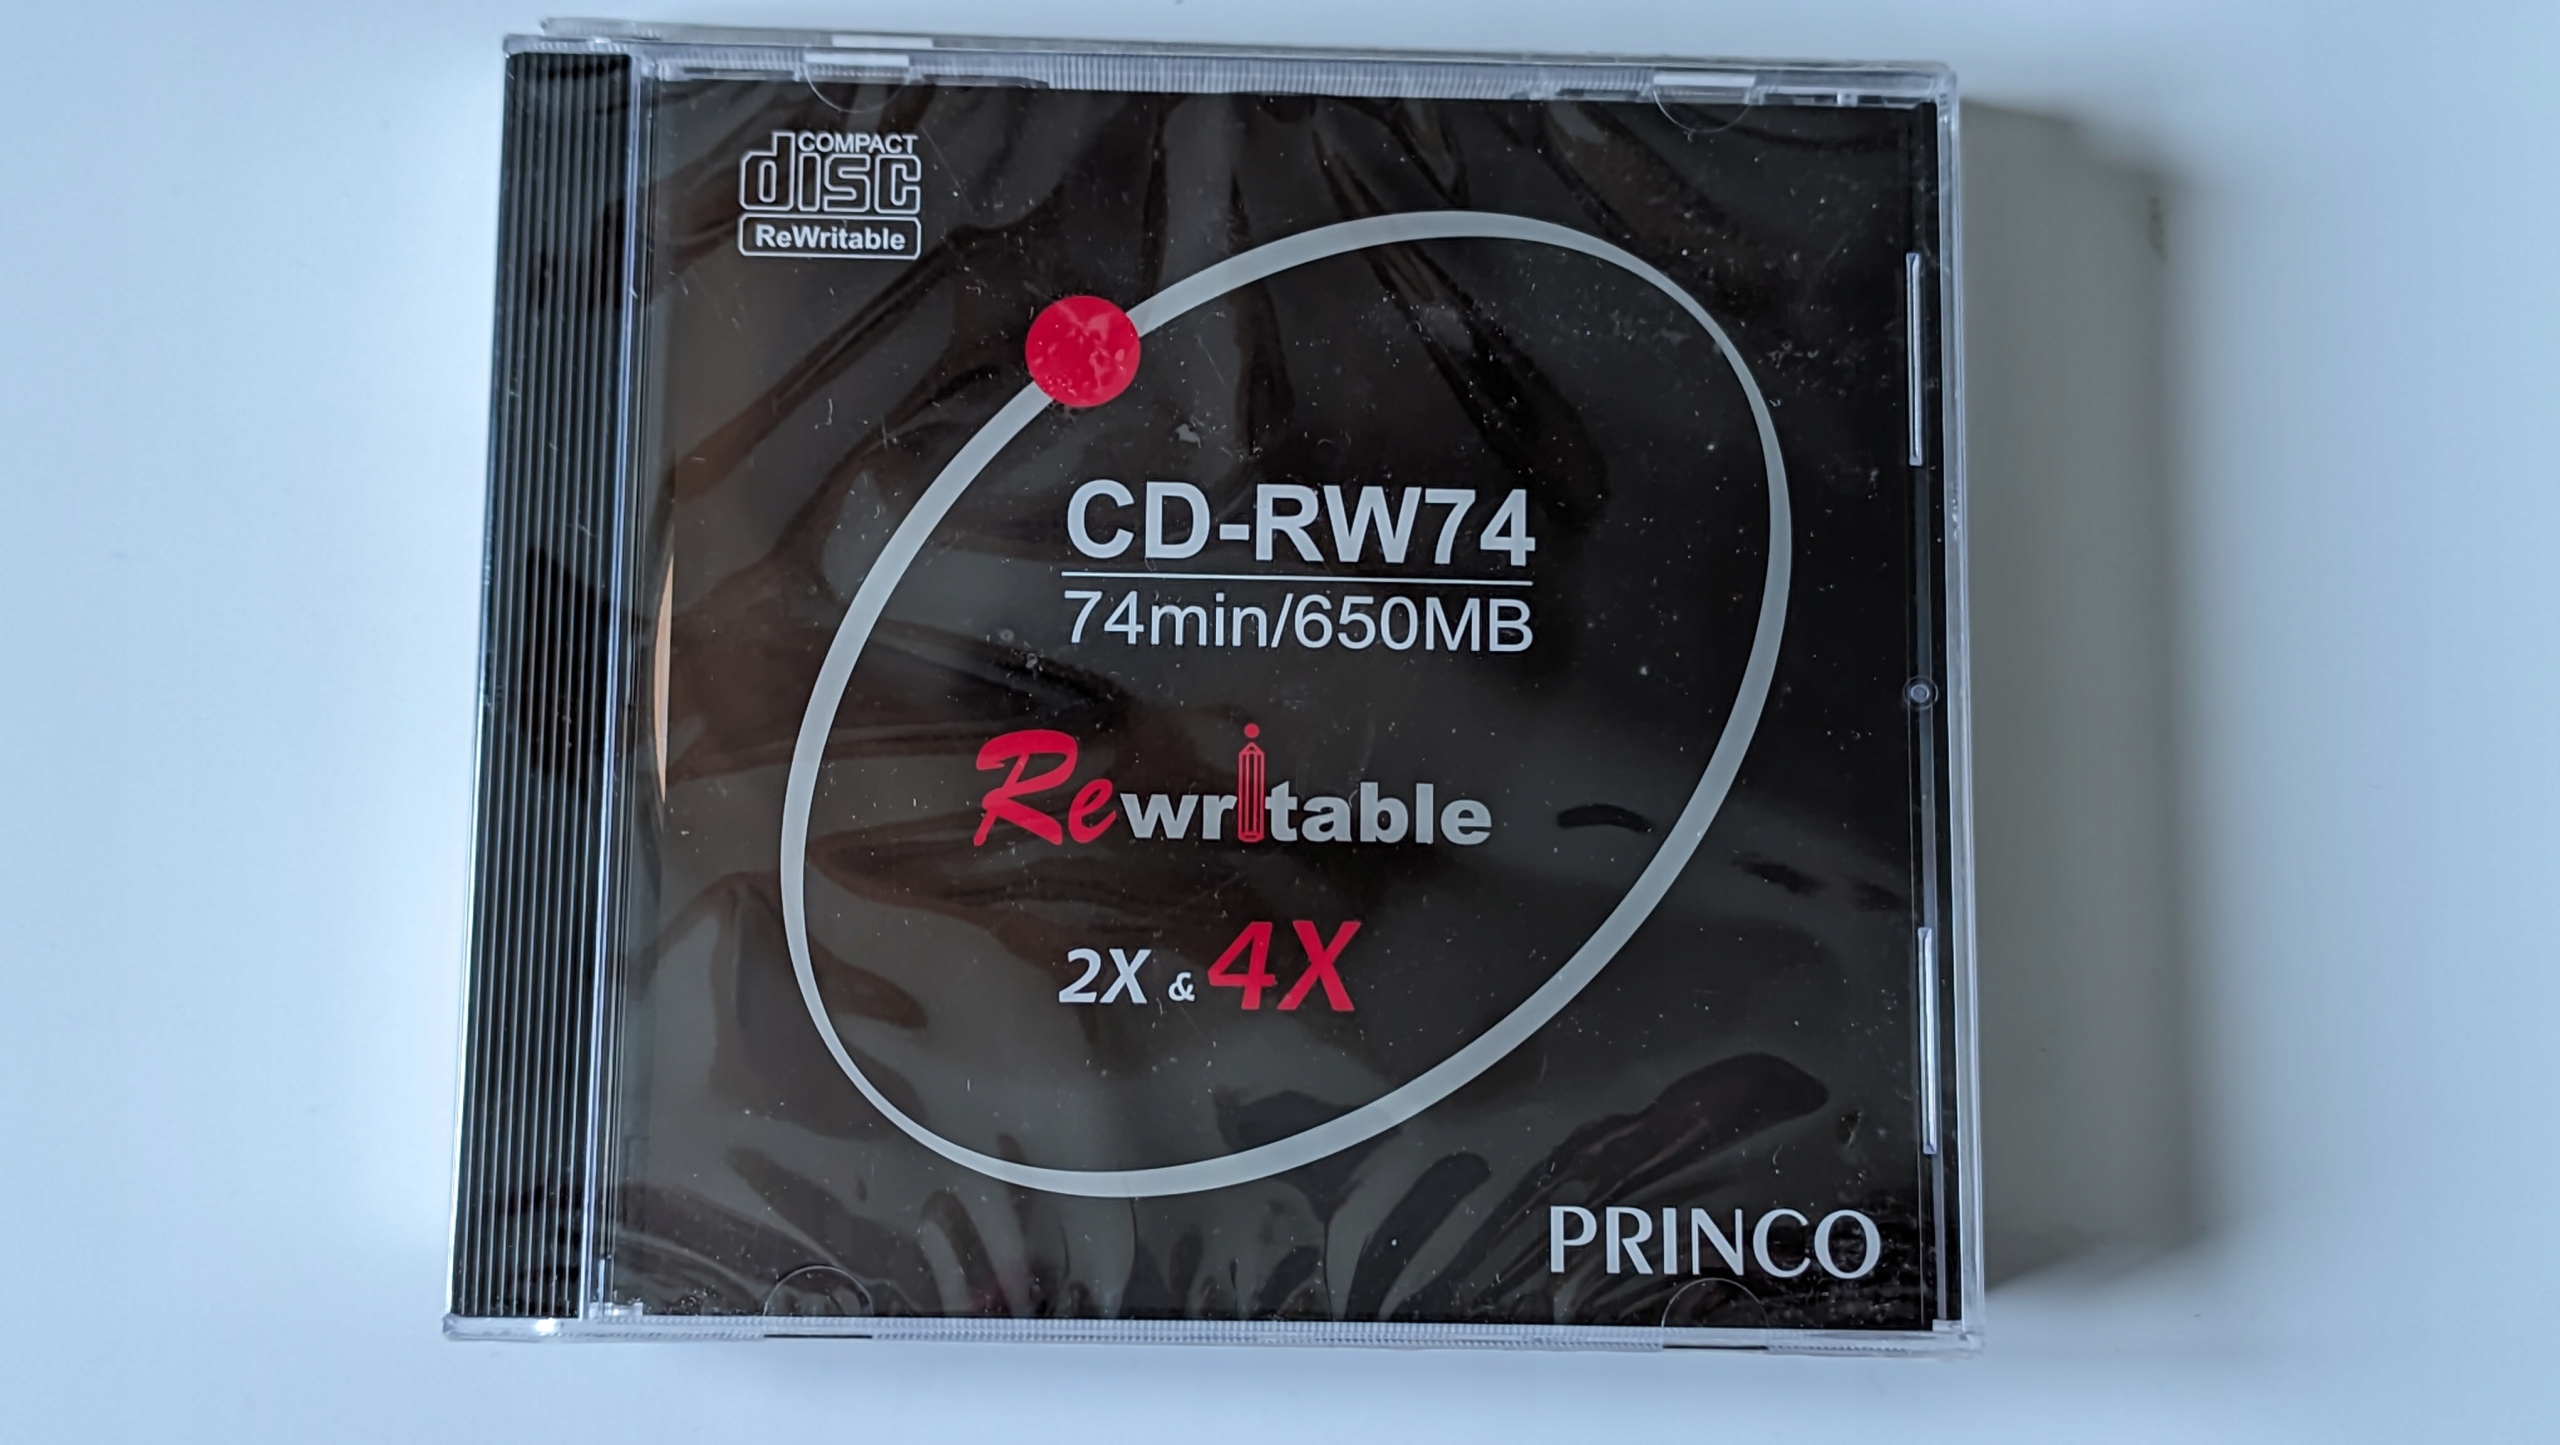 COMPACT
disc
ReWritable
CD-RW74
74min/650MB
Rewritable
2X & 4X
PRINCO